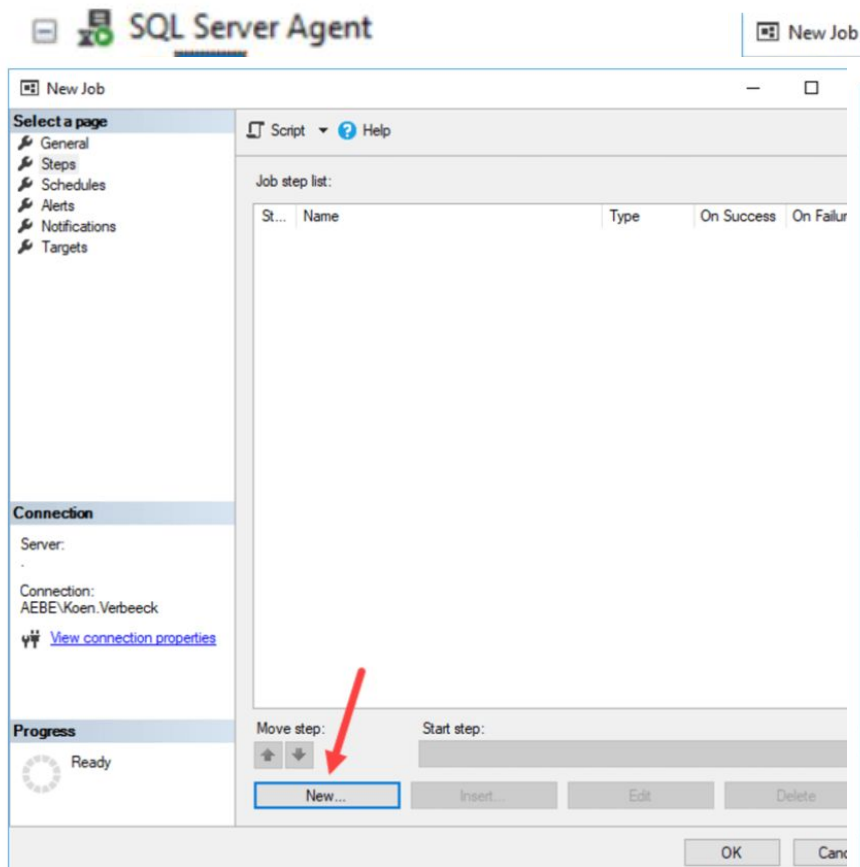 SQL Server Agent
New Job
New Job
Select a page
General
Steps
Schedules
Alerts
Notifications
Targets
Script Help
Job step list:
St... Name Type On Success On Failur
Connection
Server:
.
Connection:
AEBE\Koen.Verbeeck
View connection properties
Progress
Ready
Move step: Start step:
New... Insert... Edit Delete
OK Canc